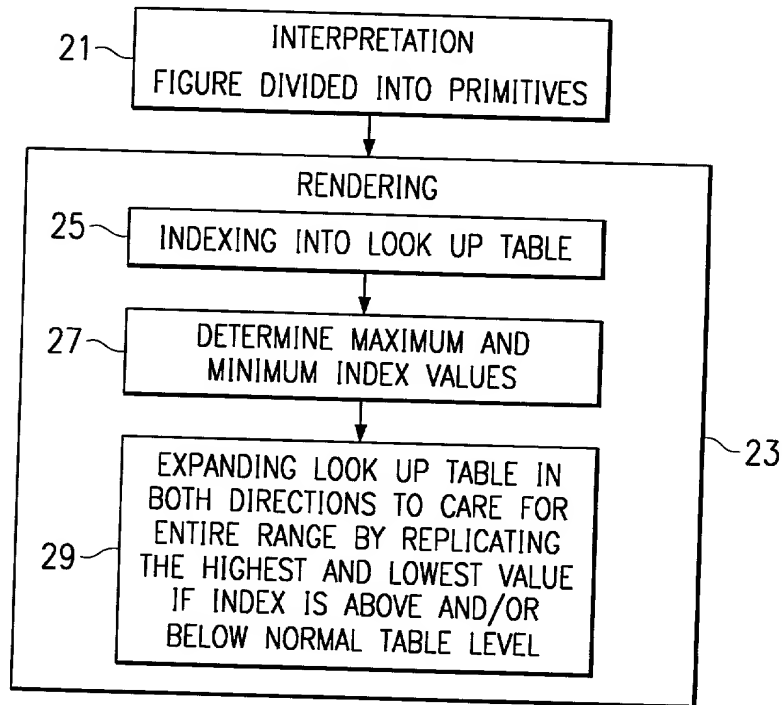 21
INTERPRETATION
FIGURE DIVIDED INTO PRIMITIVES
RENDERING
25
INDEXING INTO LOOK UP TABLE
27
DETERMINE MAXIMUM AND
MINIMUM INDEX VALUES
23
29
EXPANDING LOOK UP TABLE IN
BOTH DIRECTIONS TO CARE FOR
ENTIRE RANGE BY REPLICATING
THE HIGHEST AND LOWEST VALUE
IF INDEX IS ABOVE AND/OR
BELOW NORMAL TABLE LEVEL